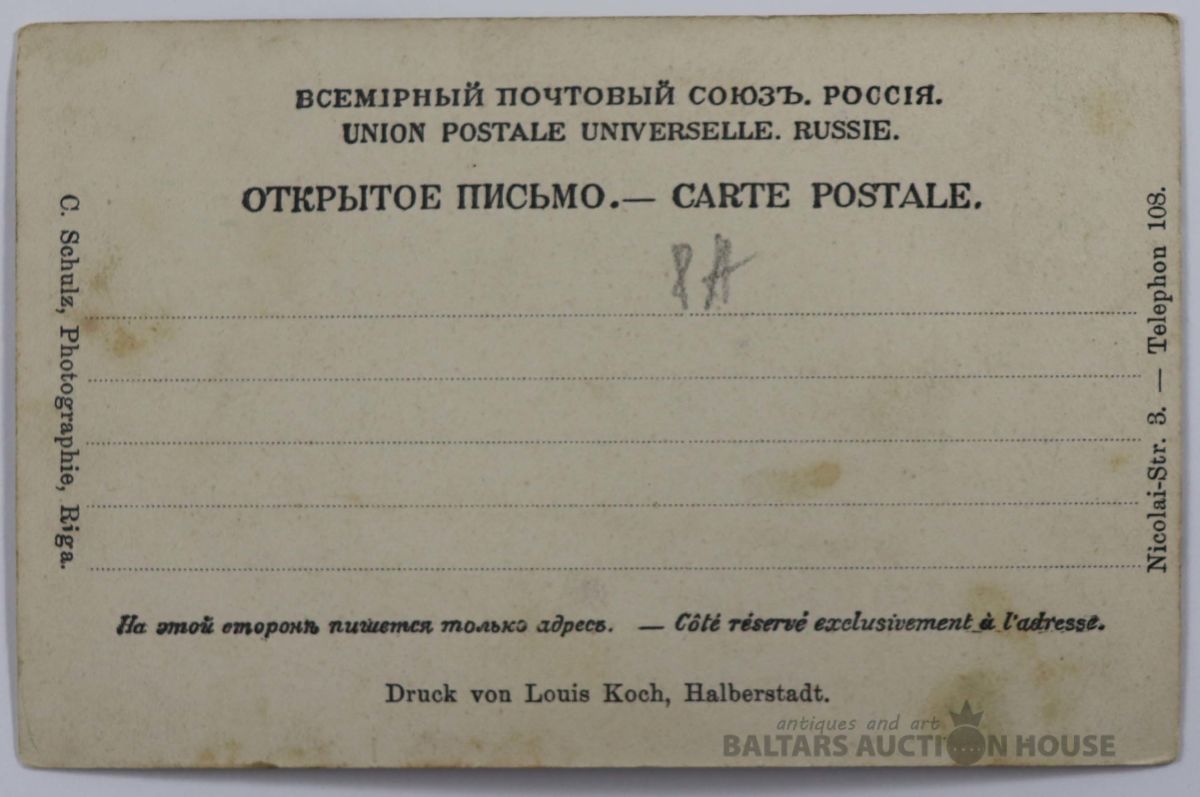 ВСЕМІРНЫЙ ПОЧТОВЫЙ СОЮЗЪ. РОССІЯ.
UNION POSTALE UNIVERSELLE. RUSSIE.
ОТКРЫТОЕ ПИСЬМО.— CARTE POSTALE.
C. Schulz, Photographie, Riga.
Nicolai-Str. 3. — Telephon 108.
На этой сторонѣ пишется только адресъ. — Côté réservé exclusivement à l'adresse.
Druck von Louis Koch, Halberstadt.
antiques and art
BALTARS AUCTION HOUSE